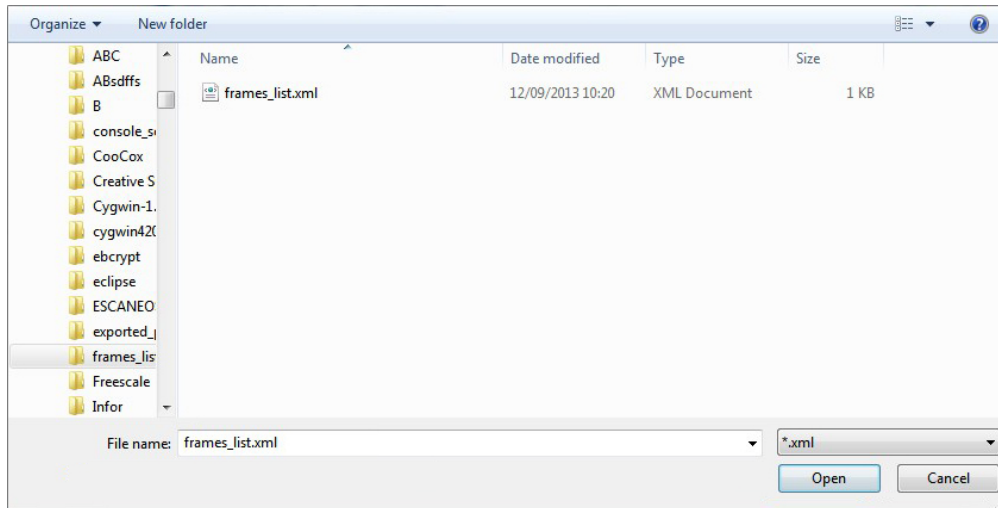 Organize New folder
Name Date modified Type Size
frames_list.xml 12/09/2013 10:20 XML Document 1 KB
ABC
ABsdffs
B
console_s
CooCox
Creative S
Cygwin-1.
cygwin420
ebcrypt
eclipse
ESCANEO
exported_
frames_lis
Freescale
Infor
File name: frames_list.xml *.xml
Open Cancel